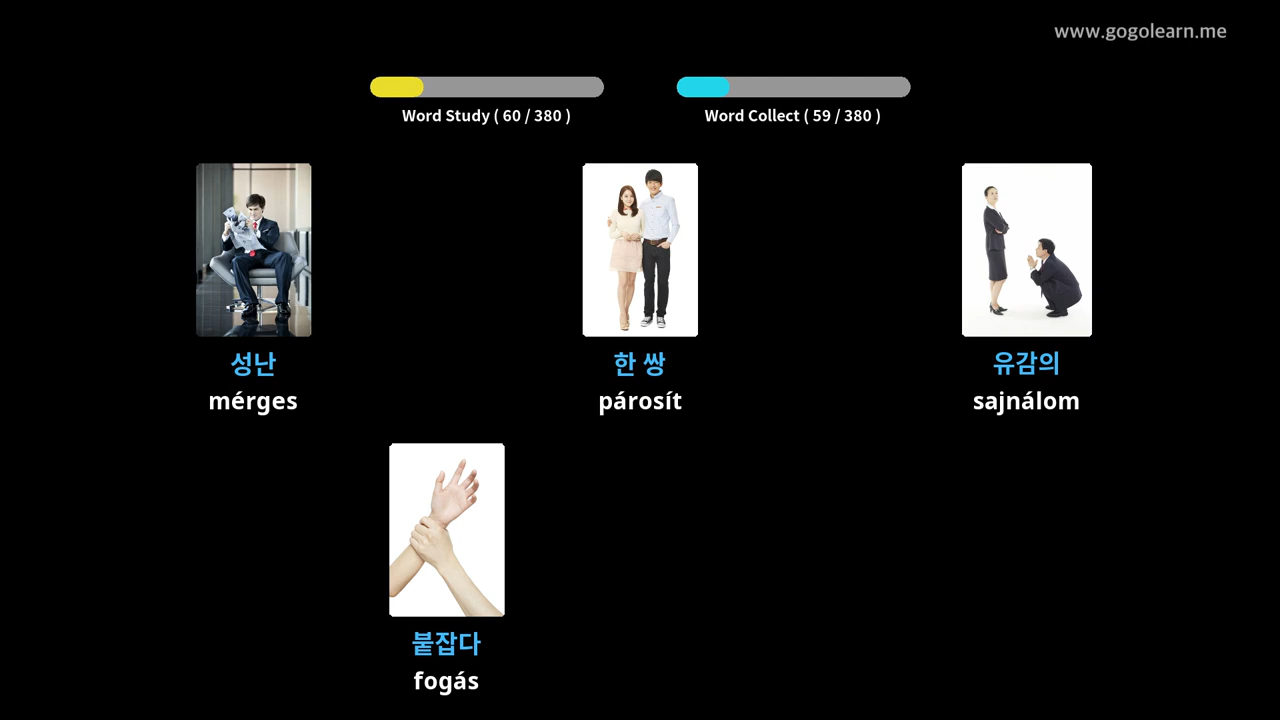 www.gogolearn.me
Word Study ( 60 / 380 )
Word Collect ( 59 / 380 )
성난
mérges
한 쌍
párosít
유감의
sajnálom
붙잡다
fogás